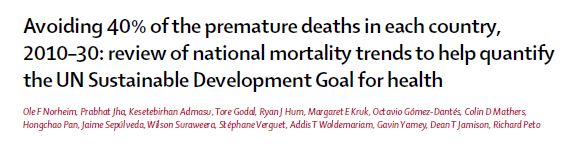 Avoiding 40% of the premature deaths in each country,
2010–30: review of national mortality trends to help quantify
the UN Sustainable Development Goal for health
Ole F Norheim, Prabhat Jha, Kesetebirhan Admasu, Tore Godal, Ryan J Hum, Margaret E Kruk, Octavio Gómez-Dantés, Colin D Mathers,
Hongchao Pan, Jaime Sepúlveda, Wilson Suraweera, Stéphane Verguet, Addis T Woldemariam, Gavin Yamey, Dean T Jamison, Richard Peto